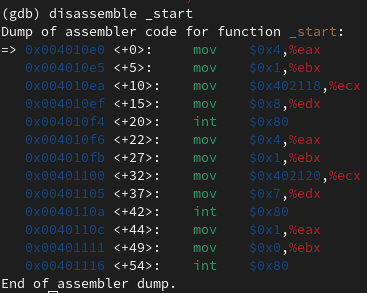 (gdb) disassemble _start
Dump of assembler code for function _start:
=> 0x004010e0 <+0>: mov $0x4,%eax
0x004010e5 <+5>: mov $0x1,%ebx
0x004010ea <+10>: mov $0x402118,%ecx
0x004010ef <+15>: mov $0x8,%edx
0x004010f4 <+20>: int $0x80
0x004010f6 <+22>: mov $0x4,%eax
0x004010fb <+27>: mov $0x1,%ebx
0x00401100 <+32>: mov $0x402120,%ecx
0x00401105 <+37>: mov $0x7,%edx
0x0040110a <+42>: int $0x80
0x0040110c <+44>: mov $0x1,%eax
0x00401111 <+49>: mov $0x0,%ebx
0x00401116 <+54>: int $0x80
End of assembler dump.